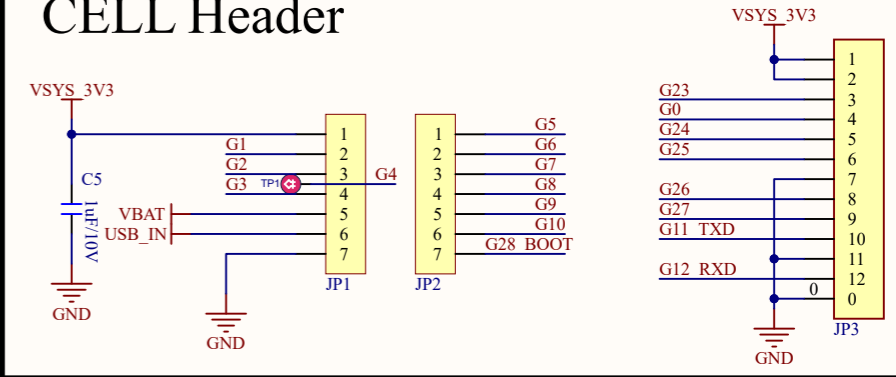 CELL Header
VSYS_3V3
C5
1uF/10V
GND
G1
G2
G3
TP1
G4
VBAT
USB_IN
GND
1
2
3
4
5
6
7
JP1
1
2
3
4
5
6
7
JP2
G5
G6
G7
G8
G9
G10
G28_BOOT
VSYS_3V3
G23
G0
G24
G25
G26
G27
G11_TXD
G12_RXD
0
GND
1
2
3
4
5
6
7
8
9
10
11
12
0
JP3